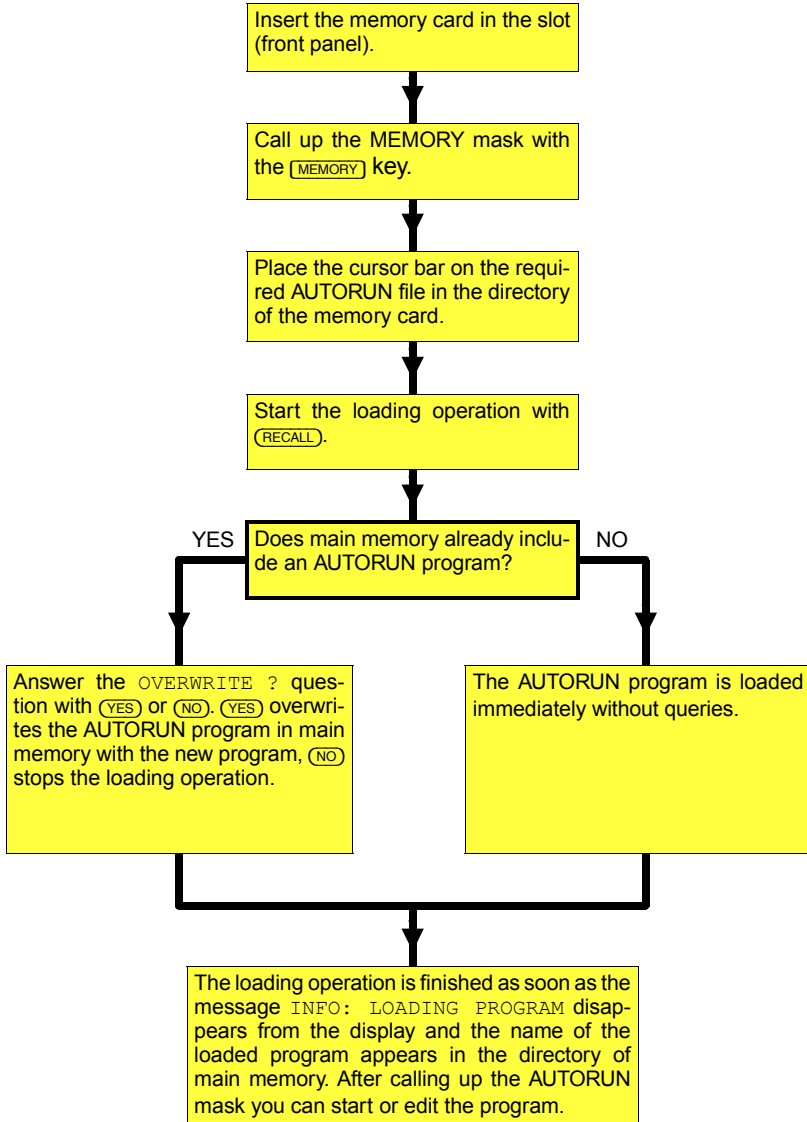 Insert the memory card in the slot
(front panel).
Call up the MEMORY mask with
the MEMORY key.
Place the cursor bar on the requi-
red AUTORUN file in the directory
of the memory card.
Start the loading operation with
RECALL.
YES
Does main memory already inclu-
de an AUTORUN program?
NO
Answer the OVERWRITE ? ques-
tion with YES or NO. YES overwri-
tes the AUTORUN program in main
memory with the new program, NO
stops the loading operation.
The AUTORUN program is loaded
immediately without queries.
The loading operation is finished as soon as the
message INFO: LOADING PROGRAM disap-
pears from the display and the name of the
loaded program appears in the directory of
main memory. After calling up the AUTORUN
mask you can start or edit the program.